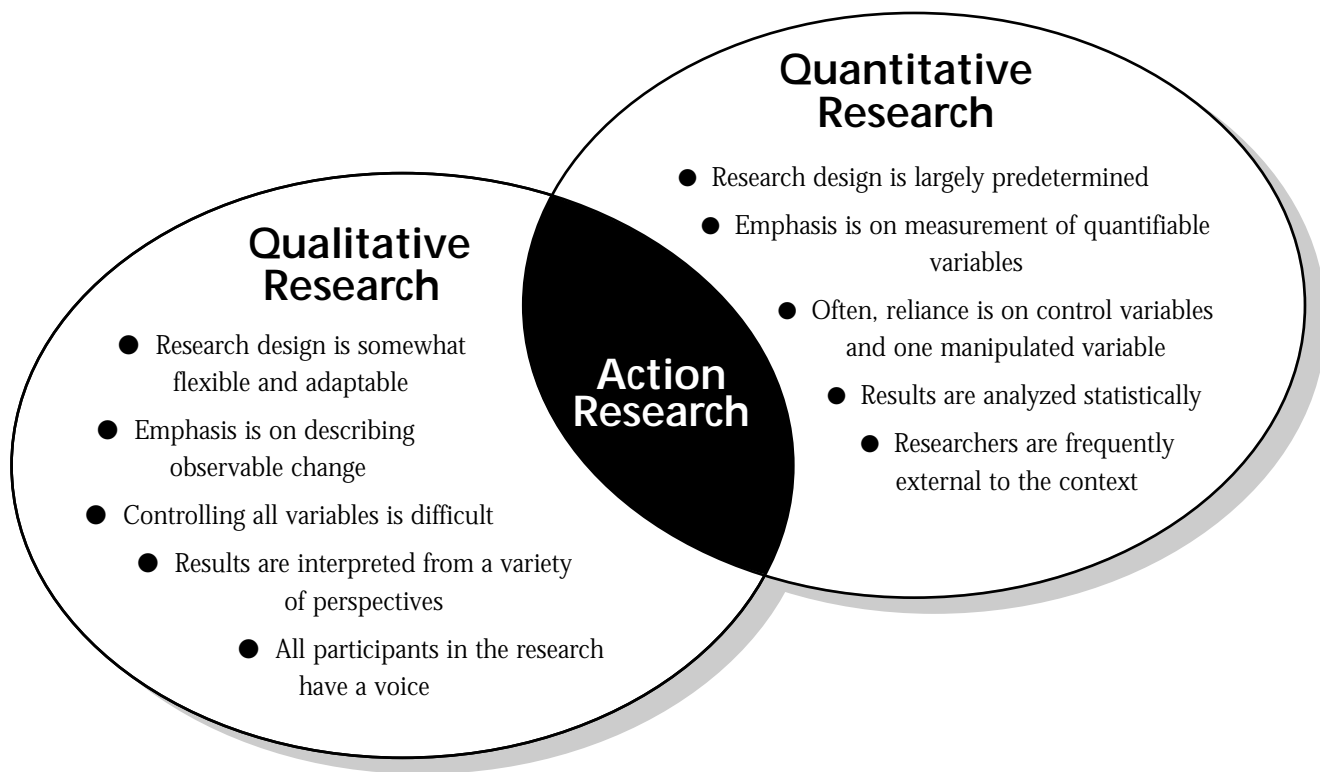 Quantitative
Research
● Research design is largely predetermined
● Emphasis is on measurement of quantifiable
variables
● Often, reliance is on control variables
and one manipulated variable
● Results are analyzed statistically
● Researchers are frequently
external to the context
Qualitative
Research
● Research design is somewhat
flexible and adaptable
● Emphasis is on describing
observable change
● Controlling all variables is difficult
● Results are interpreted from a variety
of perspectives
● All participants in the research
have a voice
Action
Research